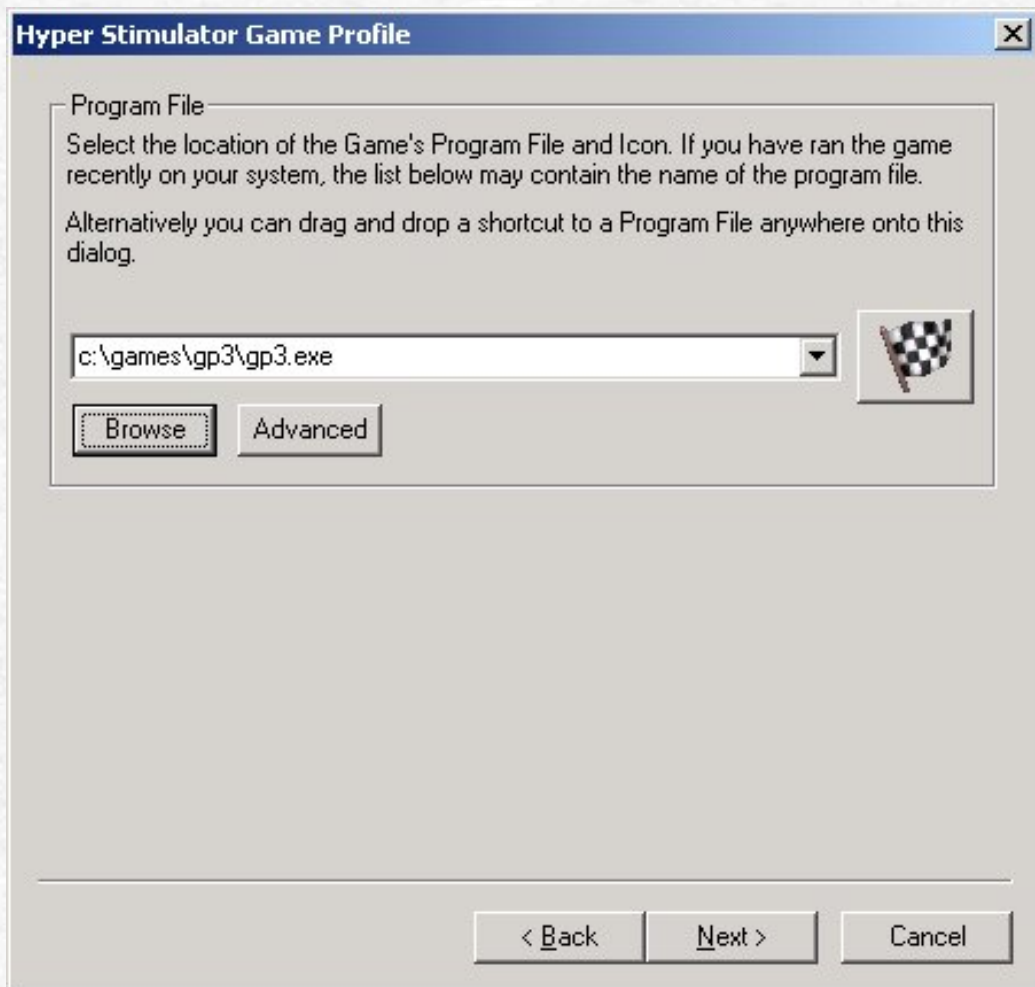 Hyper Stimulator Game Profile
Program File
Select the location of the Game's Program File and Icon. If you have ran the game
recently on your system, the list below may contain the name of the program file.
Alternatively you can drag and drop a shortcut to a Program File anywhere onto this
dialog.
c:\games\gp3\gp3.exe
Browse Advanced
< Back Next > Cancel